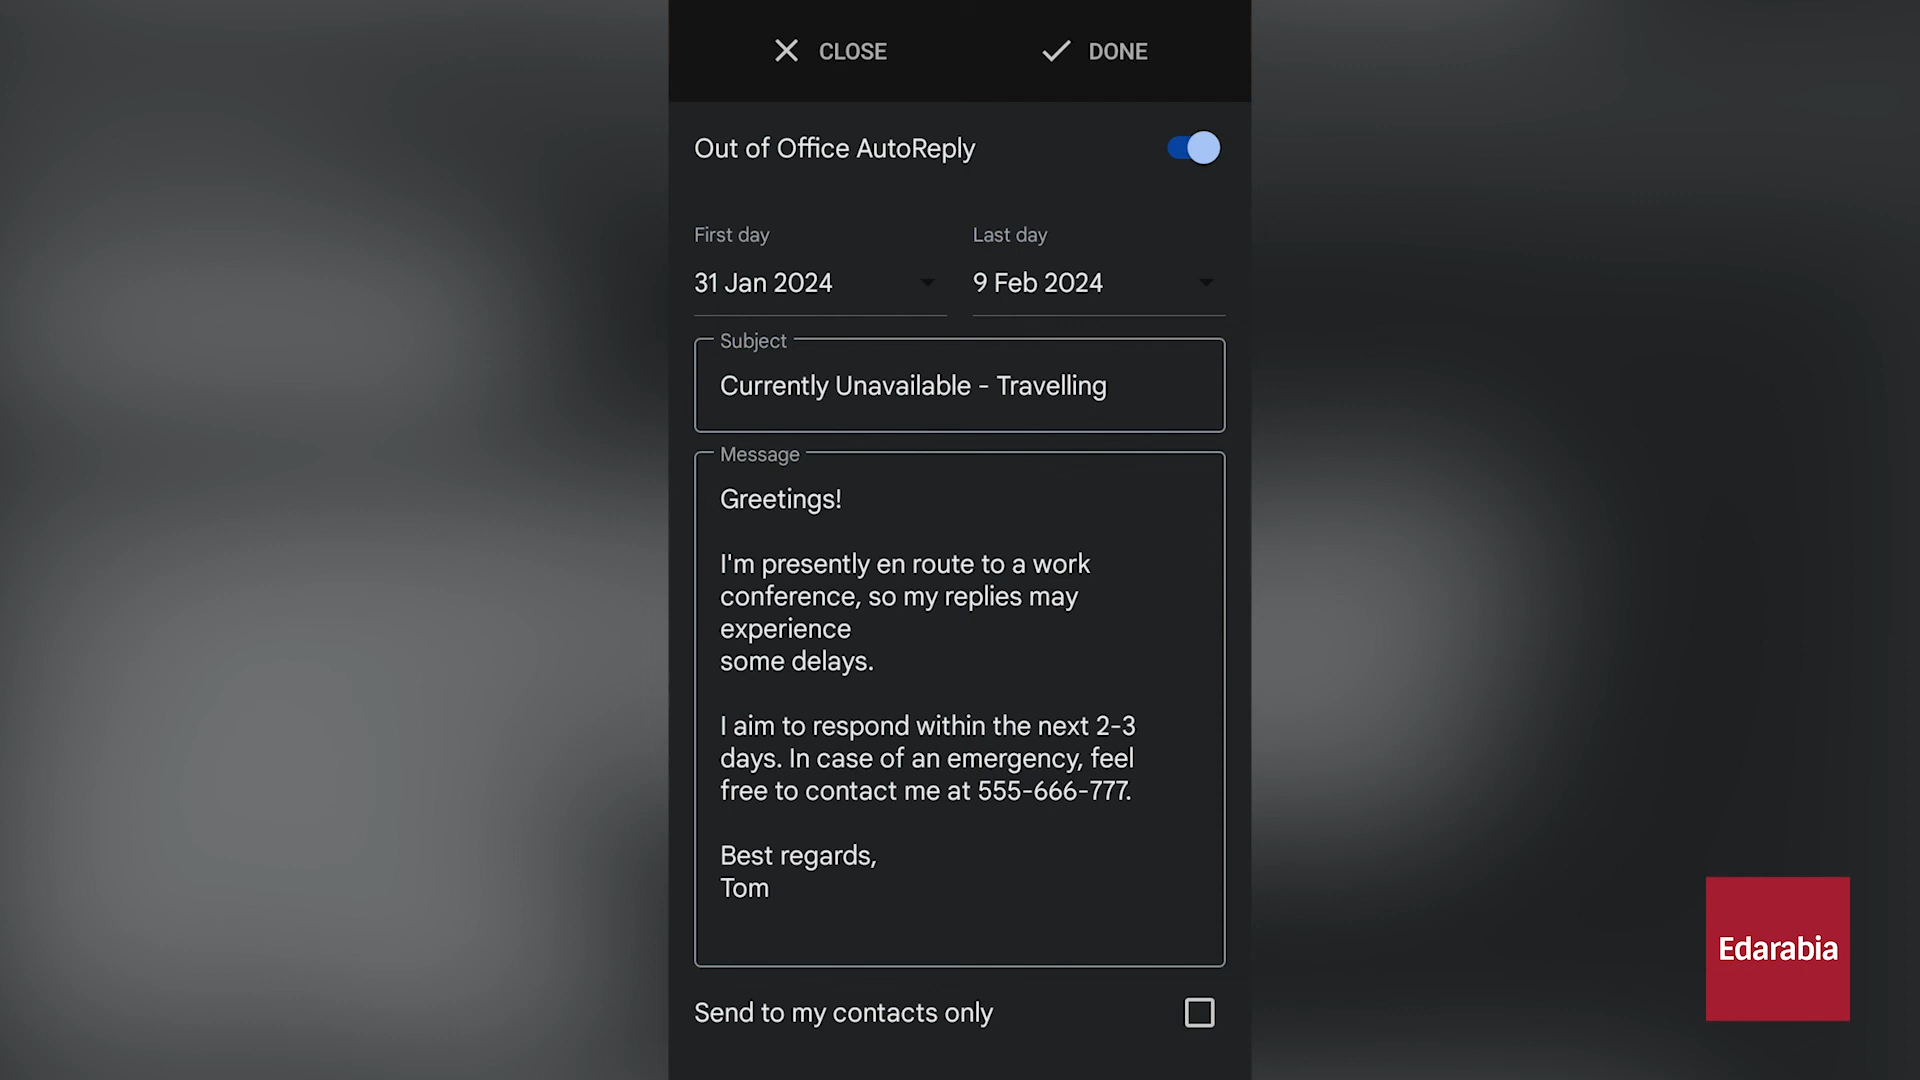 CLOSE
DONE
Out of Office AutoReply
First day
Last day
31 Jan 2024
9 Feb 2024
Subject
Currently Unavailable - Travelling
Message
Greetings!
I'm presently en route to a work
conference, so my replies may
experience
some delays.
I aim to respond within the next 2-3
days. In case of an emergency, feel
free to contact me at 555-666-777.
Best regards,
Tom
Send to my contacts only
Edarabia